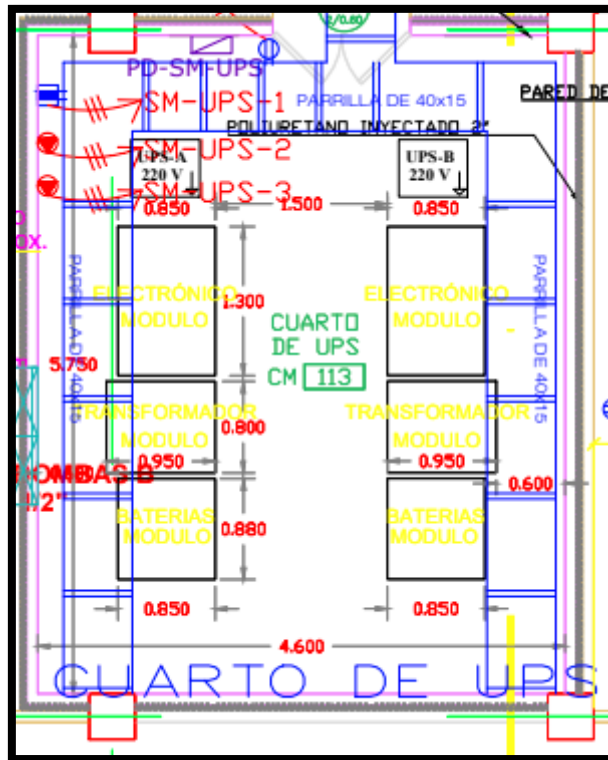 2/0.60
PD-SM-UPS
SM-UPS-1
PARRILLA DE 40x15
PARED DE
POLIURETANO INYECTADO 2"
SM-UPS-2
UPS-A
220 V
UPS-B
220 V
SM-UPS-3
0.850
1.500
0.850
OX.
PARRILLA DE 40x15
PARRILLA DE 40x15
ELECTRÓNICO
MODULO
1.300
ELECTRÓNICO
MODULO
CUARTO
DE UPS
CM 113
5.750
TRANSFORMADOR
MODULO
0.800
TRANSFORMADOR
MODULO
0.950
0.950
BOMBAS B
0.600
BATERIAS
MODULO
0.880
BATERIAS
MODULO
0.850
0.850
4.600
CUARTO DE UPS